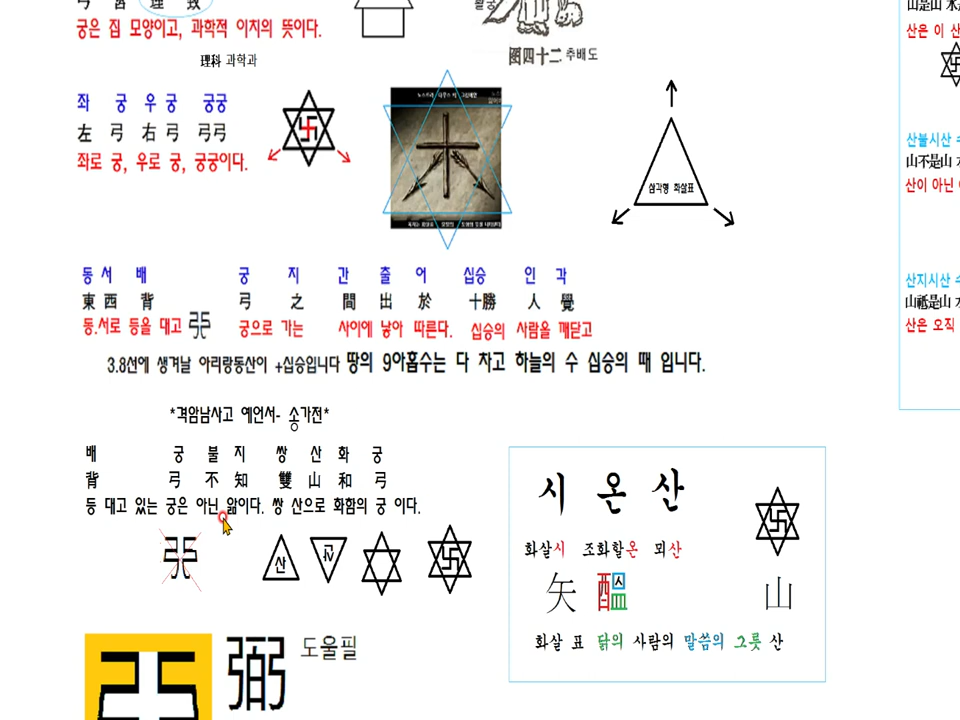 弓 宮 理 致
궁은 집 모양이고, 과학적 이치의 뜻이다.
理科 과학과
图四十二 추배도
좌 궁 우 궁 궁궁
左 弓 右 弓 弓弓
좌로 궁, 우로 궁, 궁궁이다.
삼각형 화살표
동 서 배 궁 지 간 출 어 십승 인 각
東 西 背 弓 之 間 出 於 十勝 人 覺
동.서로 등을 대고 궁으로 가는 사이에 낳아 따른다. 십승의 사람을 깨닫고
3.8선에 생겨날 아리랑동산이 +십승입니다 땅의 9아홉수는 다 차고 하늘의 수 십승의 때 입니다.
*격암남사고 예언서- 송가전*
배 궁 불 지 쌍 산 화 궁
背 弓 不 知 雙 山 和 弓
등 대고 있는 궁은 아닌 앎이다. 쌍 산으로 화함의 궁 이다.
산
弼 도울필
시 온 산
화살시 조화할온 뫼산
矢 醞 山
화살 표 닭의 사람의 말씀의 그릇 산
山是山
산은 이 산
산불시산
山不是山
산이 아닌
산지시산
山祗是山
산은 오직